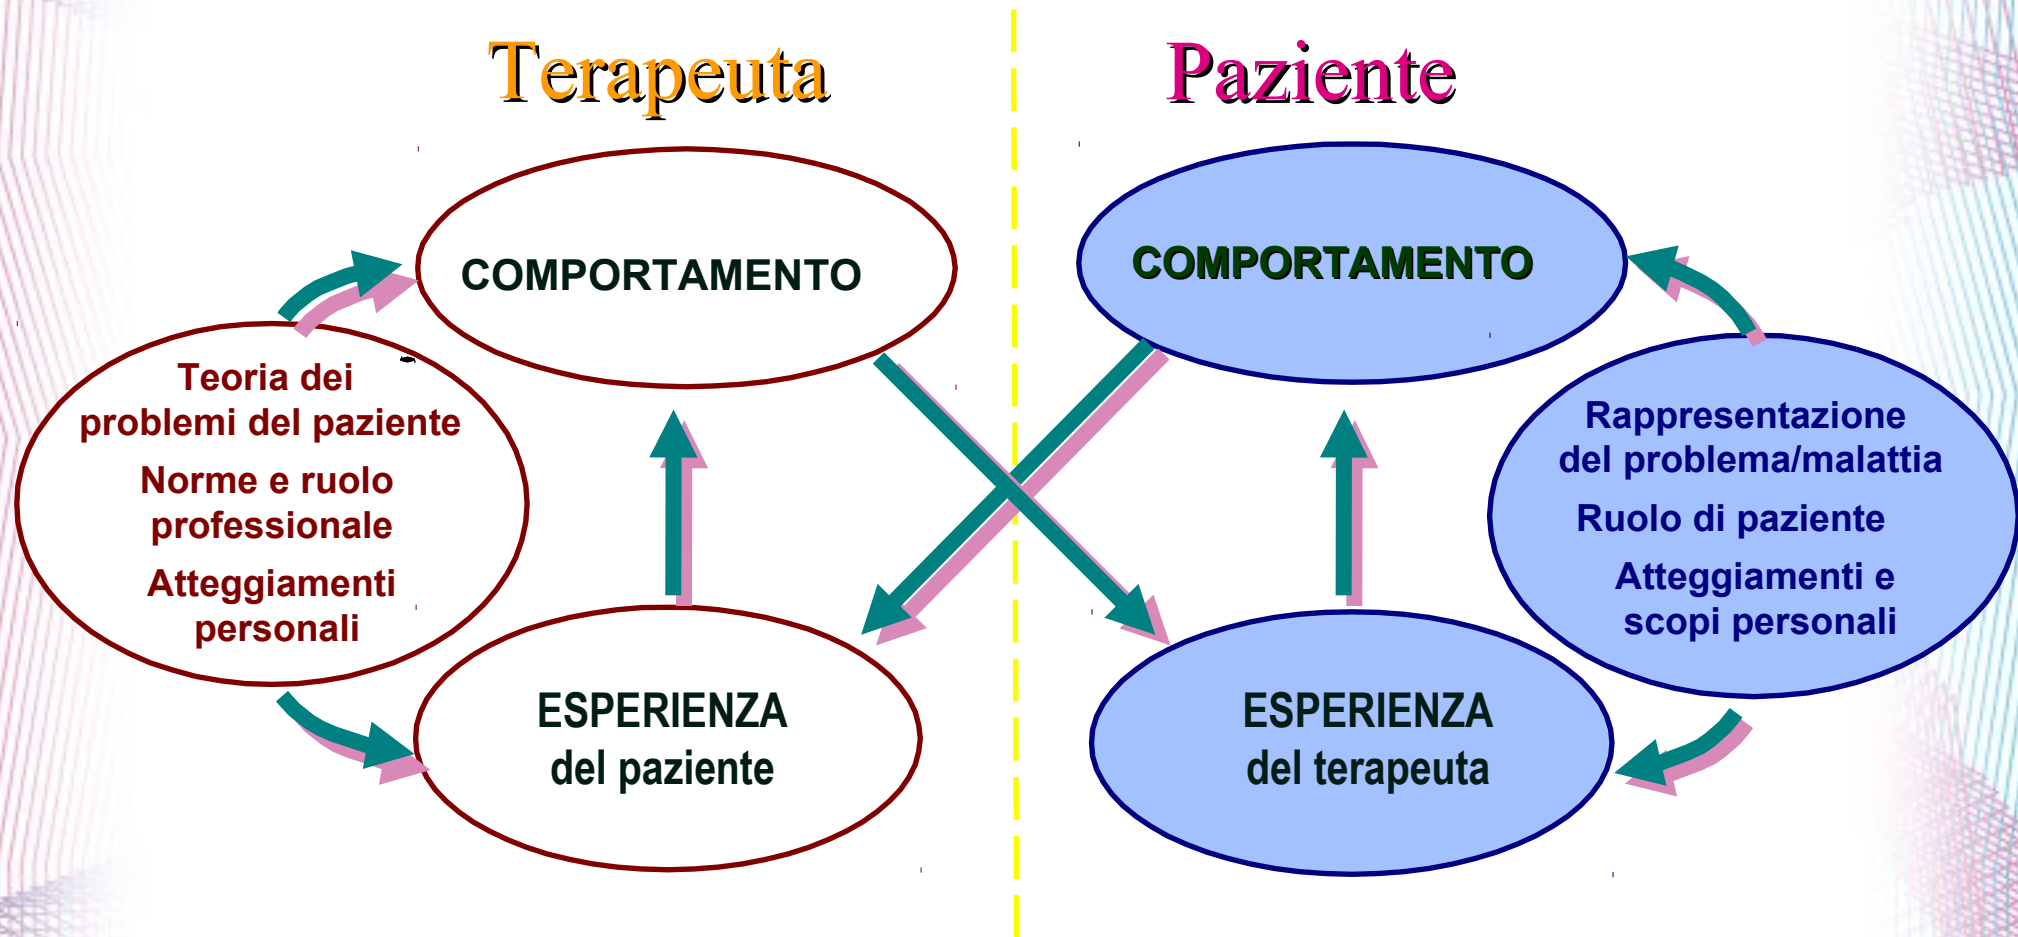 Terapeuta
Paziente
COMPORTAMENTO
COMPORTAMENTO
Teoria dei
problemi del paziente
Norme e ruolo
professionale
Atteggiamenti
personali
Rappresentazione
del problema/malattia
Ruolo di paziente
Atteggiamenti e
scopi personali
ESPERIENZA
del paziente
ESPERIENZA
del terapeuta